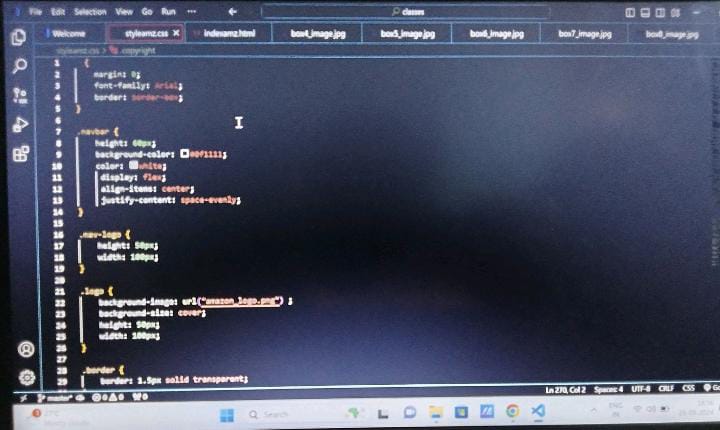 File Edit Selection View Go Run ... classes
Welcome styleamz.css indexamz.html box4_image.jpg box5_image.jpg box6_image.jpg box7_image.jpg box8_image.jpg
styleamz.css > .copyright
1 {
2 margin: 0;
3 font-family: Arial;
4 border: border-box;
5 }
6
7 .navbar {
8 height: 60px;
9 background-color: #0f1111;
10 color: white;
11 display: flex;
12 align-items: center;
13 justify-content: space-evenly;
14 }
15
16 .nav-logo {
17 height: 50px;
18 width: 100px;
19 }
20
21 .logo {
22 background-image: url("amazon_logo.png") ;
23 background-size: cover;
24 height: 50px;
25 width: 100px;
26 }
27
28 .border {
29 border: 1.5px solid transparent;
master* 0 0 0 Ln 270, Col 2 Spaces: 4 UTF-8 CRLF CSS Go
27°C Search ENG
Mostly cloudy IN